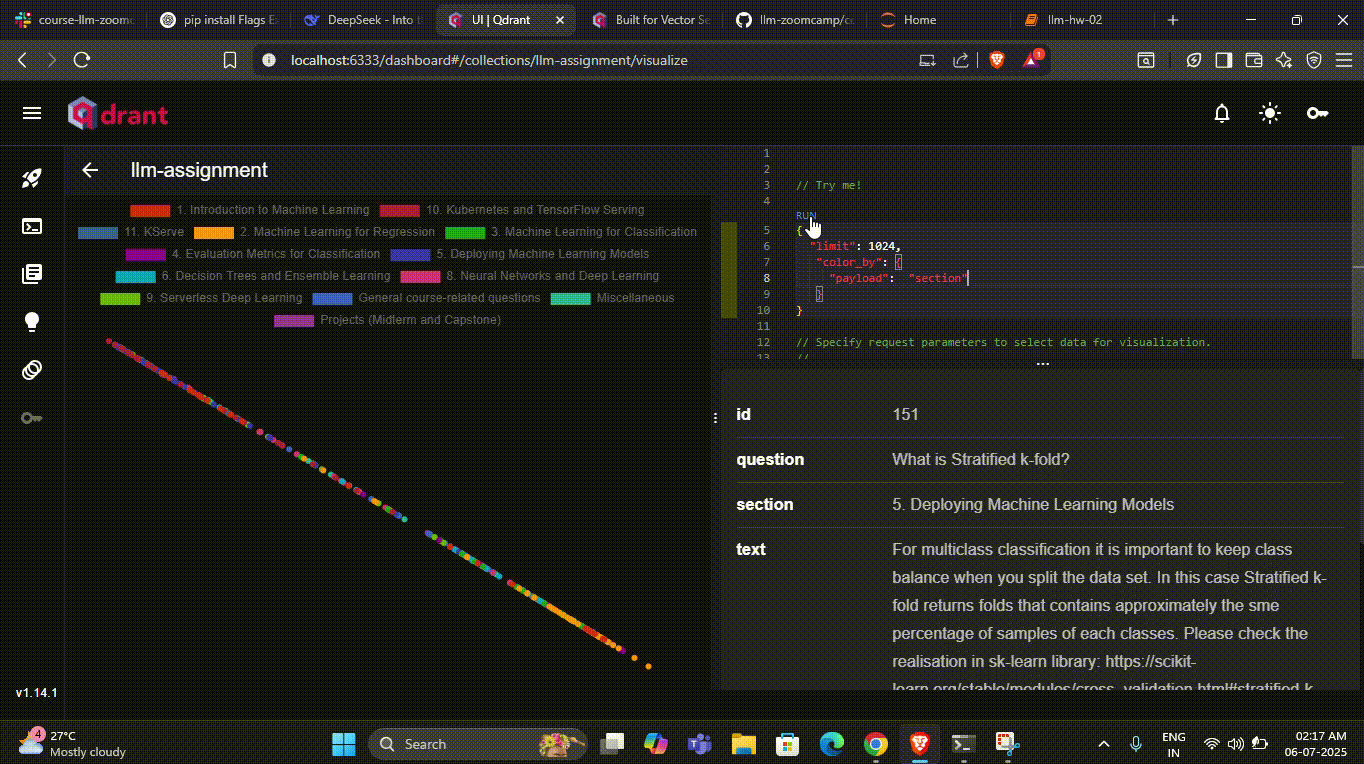 course-llm-zoomc
pip install Flags E
DeepSeek - Into t
UI | Qdrant
Built for Vector Se
llm-zoomcamp/co
Home
llm-hw-02
localhost:6333/dashboard#/collections/llm-assignment/visualize
1
drant
llm-assignment
1. Introduction to Machine Learning
10. Kubernetes and TensorFlow Serving
11. KServe
2. Machine Learning for Regression
3. Machine Learning for Classification
4. Evaluation Metrics for Classification
5. Deploying Machine Learning Models
6. Decision Trees and Ensemble Learning
8. Neural Networks and Deep Learning
9. Serverless Deep Learning
General course-related questions
Miscellaneous
Projects (Midterm and Capstone)
v1.14.1
1
2
3 // Try me!
4
RUN
5 {
6 "limit": 1024,
7 "color_by": {
8 "payload": "section"
9 }
10 }
11
12 // Specify request parameters to select data for visualization.
13 //
id 151
question What is Stratified k-fold?
section 5. Deploying Machine Learning Models
text For multiclass classification it is important to keep class
balance when you split the data set. In this case Stratified k-
fold returns folds that contains approximately the sme
percentage of samples of each classes. Please check the
realisation in sk-learn library: https://scikit-
learn.org/stable/modules/cross_validation.html#stratified-k
4
27°C
Mostly cloudy
Search
ENG
IN
02:17 AM
06-07-2025